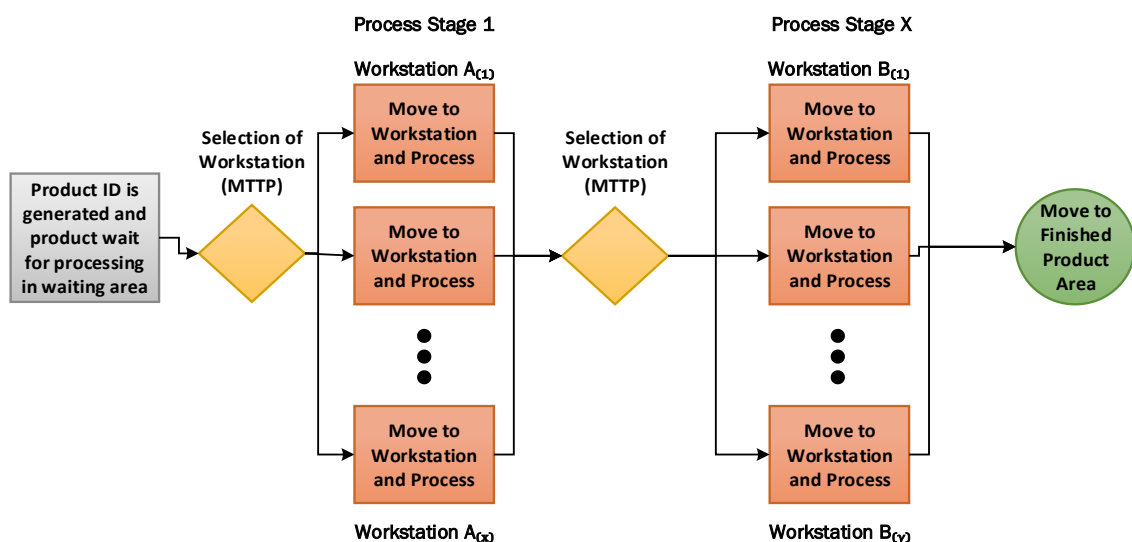 Process Stage 1
Process Stage X
Workstation A(1)
Workstation B(1)
Product ID is
generated and
product wait
for processing
in waiting area
Selection of
Workstation
(MTTP)
Move to
Workstation
and Process
Move to
Workstation
and Process
Move to
Workstation
and Process
Workstation A(x)
Selection of
Workstation
(MTTP)
Move to
Workstation
and Process
Move to
Workstation
and Process
Move to
Workstation
and Process
Workstation B(y)
Move to
Finished
Product
Area